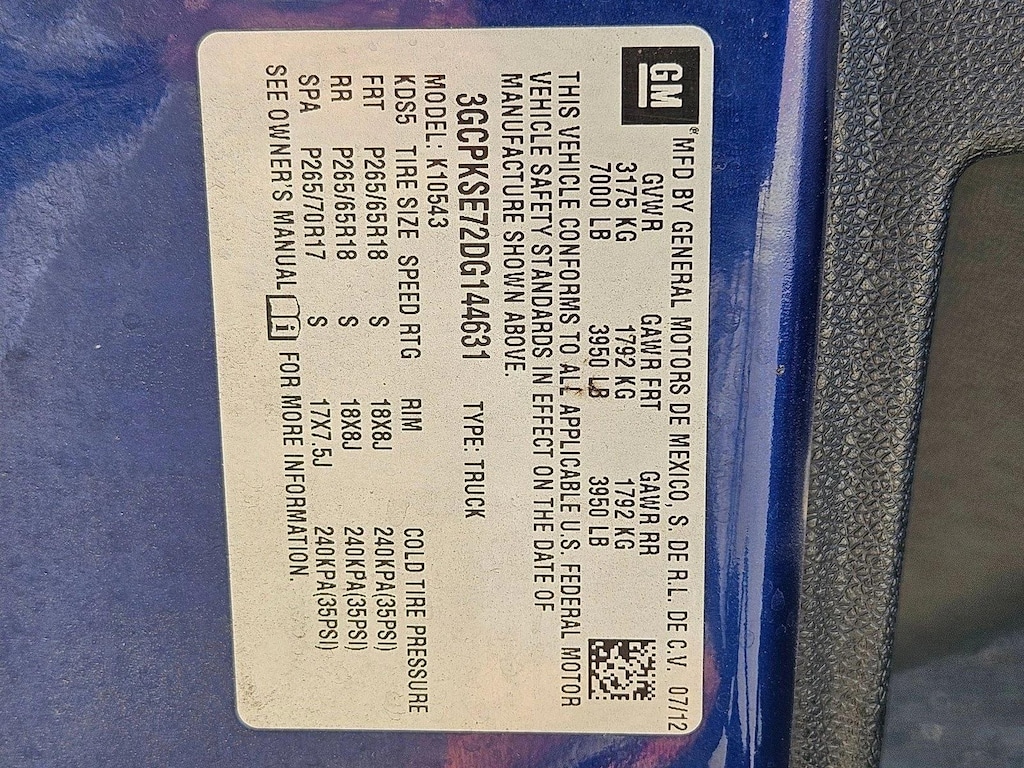 GM ® MFD BY GENERAL MOTORS DE MEXICO, S. DE R.L. DE C.V. 07/12
GVWR GAWR FRT GAWR RR
3175 KG 1792 KG 1792 KG
7000 LB 3950 LB 3950 LB
THIS VEHICLE CONFORMS TO ALL APPLICABLE U.S. FEDERAL MOTOR
VEHICLE SAFETY STANDARDS IN EFFECT ON THE DATE OF
MANUFACTURE SHOWN ABOVE.
3GCPKSE72DG144631 TYPE: TRUCK
MODEL: K10543
KDS5 TIRE SIZE SPEED RTG RIM COLD TIRE PRESSURE
FRT P265/65R18 S 18X8J 240KPA(35PSI)
RR P265/65R18 S 18X8J 240KPA(35PSI)
SPA P265/70R17 S 17X7.5J 240KPA(35PSI)
SEE OWNER'S MANUAL i FOR MORE INFORMATION.